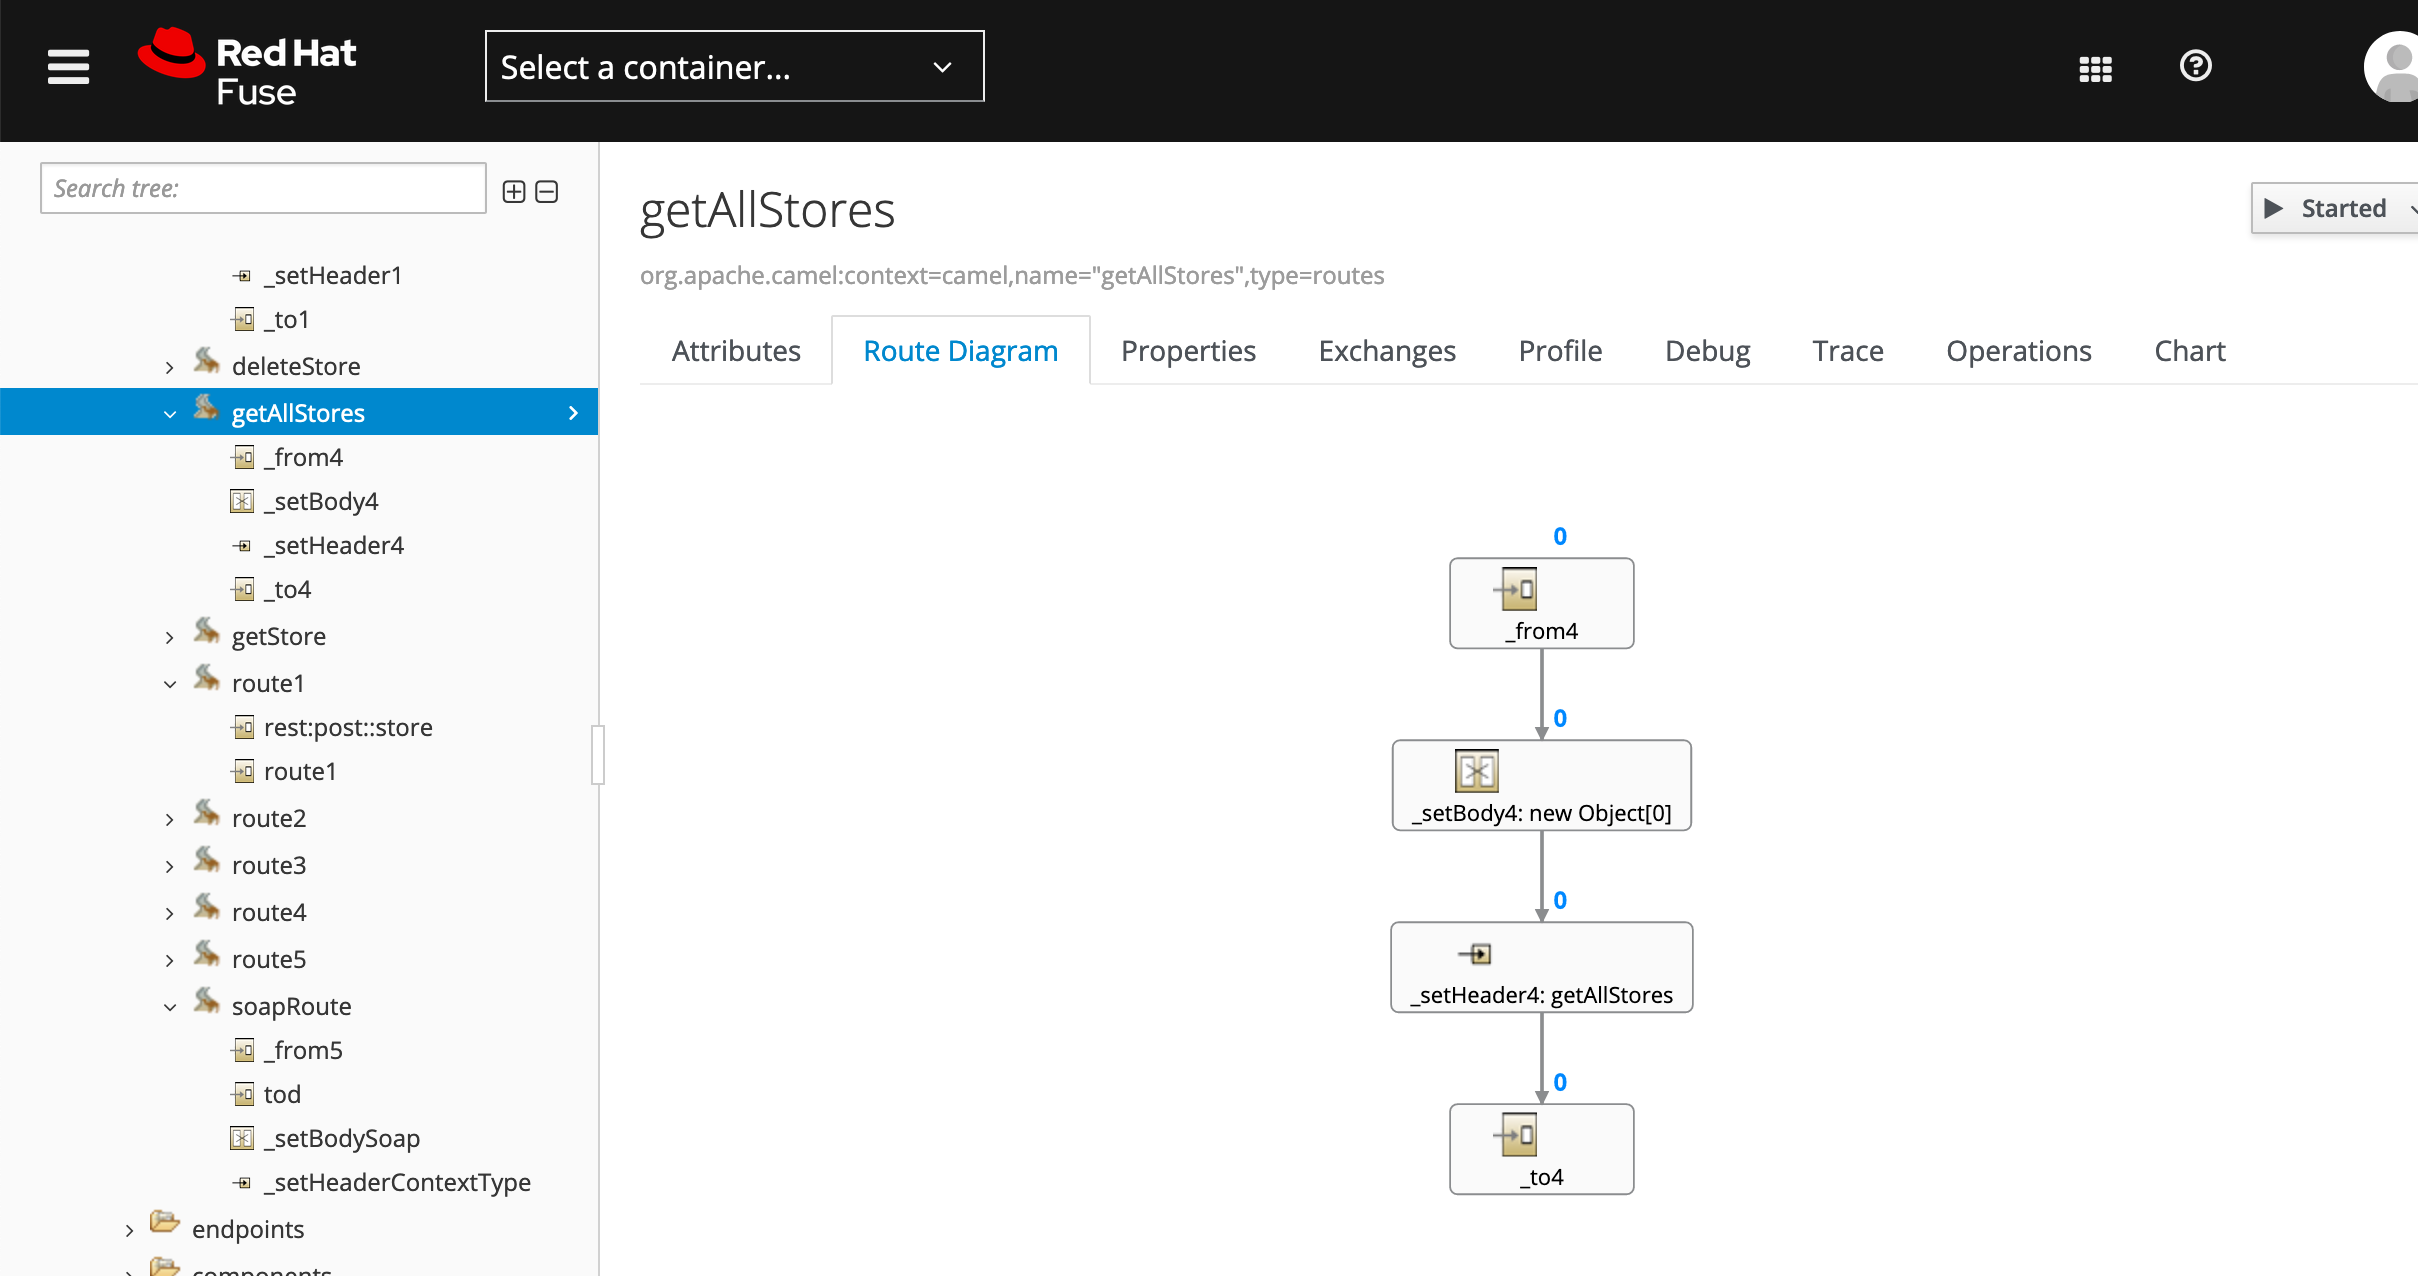 Red Hat
Fuse
Select a container...
Search tree:
_setHeader1
_to1
deleteStore
getAllStores
_from4
_setBody4
_setHeader4
_to4
getStore
route1
rest:post::store
route1
route2
route3
route4
route5
soapRoute
_from5
tod
_setBodySoap
_setHeaderContextType
endpoints
components
getAllStores
Started
org.apache.camel:context=camel,name="getAllStores",type=routes
Attributes Route Diagram Properties Exchanges Profile Debug Trace Operations Chart
0
_from4
0
_setBody4: new Object[0]
0
_setHeader4: getAllStores
0
_to4